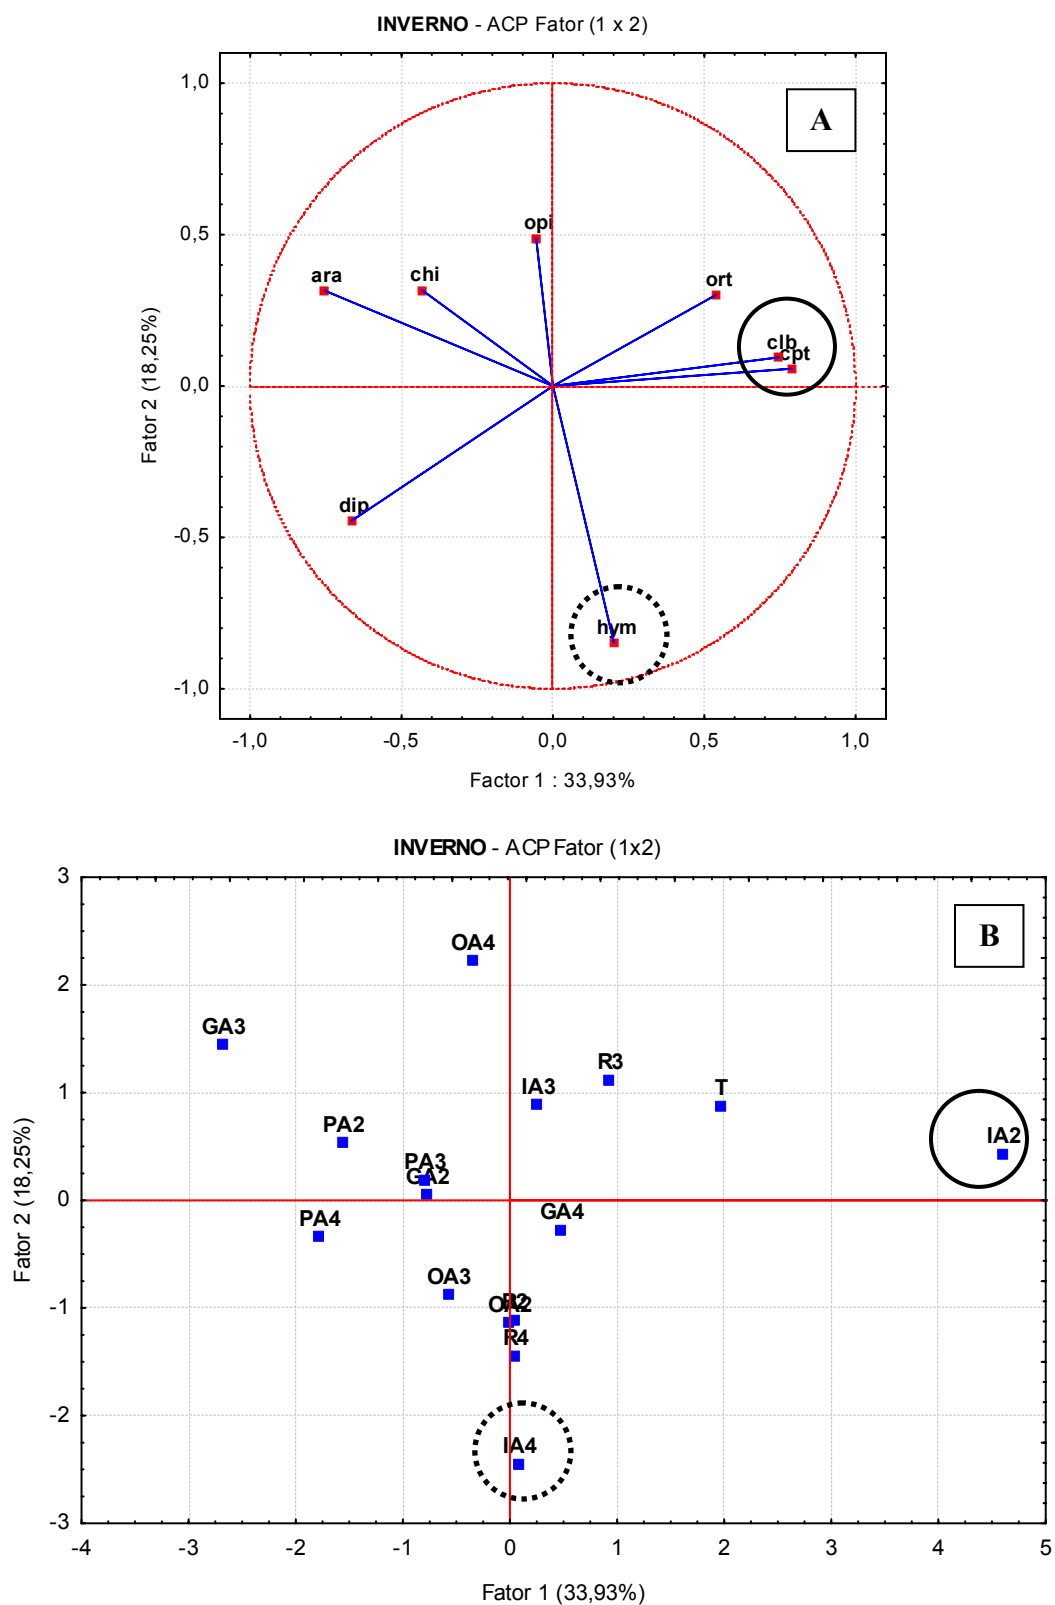 INVERNO - ACP Fator (1 x 2)
A
1,0
0,5
0,0
-0,5
-1,0
opi
ara
chi
ort
clb
cpt
dip
hym
Fator 2 (18,25%)
-1,0 -0,5 0,0 0,5 1,0
Factor 1 : 33,93%
INVERNO - ACP Fator (1x2)
B
3
2
1
0
-1
-2
-3
OA4
GA3
R3
IA3
T
PA2
IA2
PA3
GA2
PA4
GA4
OA3
R2
OA2
R4
IA4
Fator 2 (18,25%)
-4 -3 -2 -1 0 1 2 3 4 5
Fator 1 (33,93%)